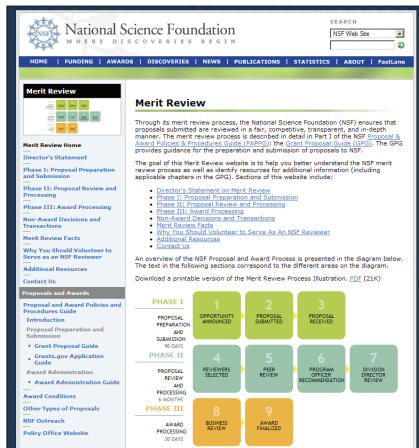 NSF
National Science Foundation
WHERE DISCOVERIES BEGIN
SEARCH
NSF Web Site
HOME | FUNDING | AWARDS | DISCOVERIES | NEWS | PUBLICATIONS | STATISTICS | ABOUT | FastLane
Merit Review
Merit Review Home
Director's Statement
Phase I: Proposal Preparation
and Submission
Phase II: Proposal Review and
Processing
Phase III: Award Processing
Non-Award Decisions and
Transactions
Merit Review Facts
Why You Should Volunteer to
Serve as an NSF Reviewer
Additional Resources
Contact Us
Proposals and Awards
Proposal and Award Policies and
Procedures Guide
Introduction
Proposal Preparation and
Submission
• Grant Proposal Guide
• Grants.gov Application
Guide
Award Administration
• Award Administration Guide
Award Conditions
Other Types of Proposals
NSF Outreach
Policy Office Website
Merit Review
Through its merit review process, the National Science Foundation (NSF) ensures that
proposals submitted are reviewed in a fair, competitive, transparent, and in-depth
manner. The merit review process is described in detail in Part I of the NSF Proposal &
Award Policies & Procedures Guide (PAPPG): the Grant Proposal Guide (GPG). The GPG
provides guidance for the preparation and submission of proposals to NSF.
The goal of this Merit Review website is to help you better understand the NSF merit
review process as well as identify resources for additional information (including
applicable chapters in the GPG). Sections of this website include:
• Director's Statement on Merit Review
• Phase I: Proposal Preparation and Submission
• Phase II: Proposal Review and Processing
• Phase III: Award Processing
• Non-Award Decisions and Transactions
• Merit Review Facts
• Why You Should Volunteer to Serve As An NSF Reviewer
• Additional Resources
• Contact Us
An overview of the NSF Proposal and Award Process is presented in the diagram below.
The text in the following sections correspond to the different areas on the diagram.
Download a printable version of the Merit Review Process Illustration. PDF (21K)
PHASE I
PROPOSAL
PREPARATION
AND
SUBMISSION
90 DAYS
1
OPPORTUNITY
ANNOUNCED
2
PROPOSAL
SUBMITTED
3
PROPOSAL
RECEIVED
PHASE II
PROPOSAL
REVIEW
AND
PROCESSING
6 MONTHS
4
REVIEWERS
SELECTED
5
PEER
REVIEW
6
PROGRAM
OFFICER
RECOMMENDATION
7
DIVISION
DIRECTOR
REVIEW
PHASE III
AWARD
PROCESSING
30 DAYS
8
BUSINESS
REVIEW
9
AWARD
FINALIZED